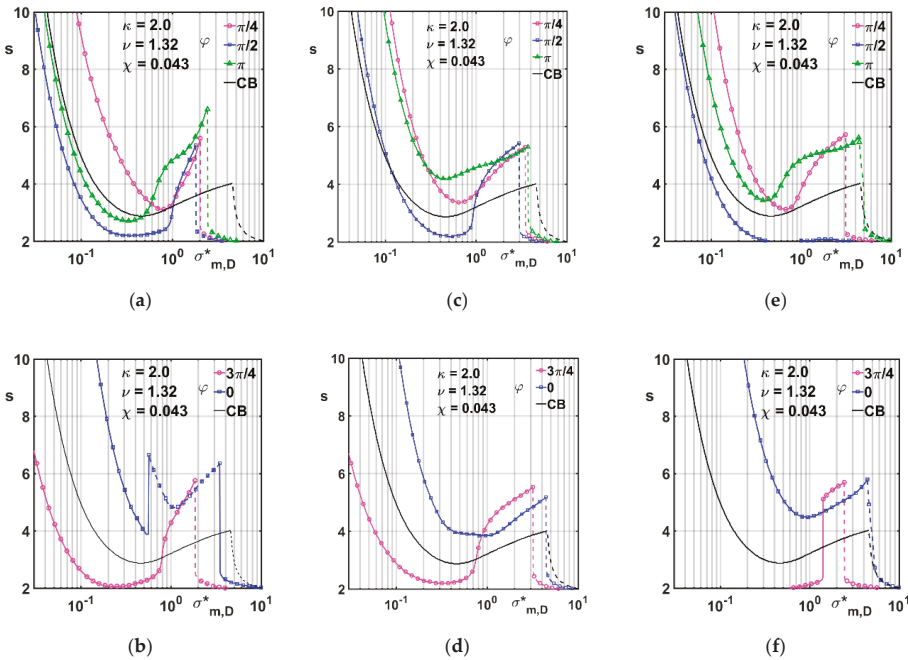 10
8
s
6
4
2
κ = 2.0
ν = 1.32
χ = 0.043
φ
π/4
π/2
π
CB
10⁻¹
10⁰
σ*m,D
10¹
(a)
10
8
s
6
4
2
κ = 2.0
ν = 1.32
χ = 0.043
φ
π/4
π/2
π
CB
10⁻¹
10⁰
σ*m,D
10¹
(c)
10
8
s
6
4
2
κ = 2.0
ν = 1.32
χ = 0.043
φ
π/4
π/2
π
CB
10⁻¹
10⁰
σ*m,D
10¹
(e)
10
s
8
6
4
2
κ = 2.0
ν = 1.32
χ = 0.043
φ
3π/4
0
CB
10⁻¹
10⁰
σ*m,D
10¹
(b)
10
s
8
6
4
2
κ = 2.0
ν = 1.32
χ = 0.043
φ
3π/4
0
CB
10⁻¹
10⁰
σ*m,D
10¹
(d)
10
s
8
6
4
2
κ = 2.0
ν = 1.32
χ = 0.043
φ
3π/4
0
CB
10⁻¹
10⁰
σ*m,D
10¹
(f)